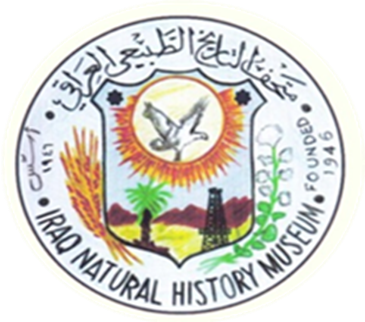 متحف التاريخ الطبيعي العراقي
أسس
١٩٤٦
IRAQ NATURAL HISTORY MUSEUM
FOUNDED
1946